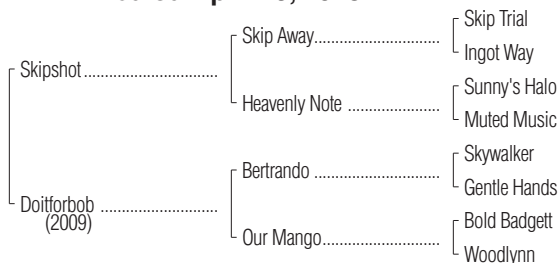 Skip Trial
Skip Away
Ingot Way
Skipshot
Sunny's Halo
Heavenly Note
Muted Music
Skywalker
Bertrando
Gentle Hands
Doitforbob
(2009)
Bold Badgett
Our Mango
Woodlynn